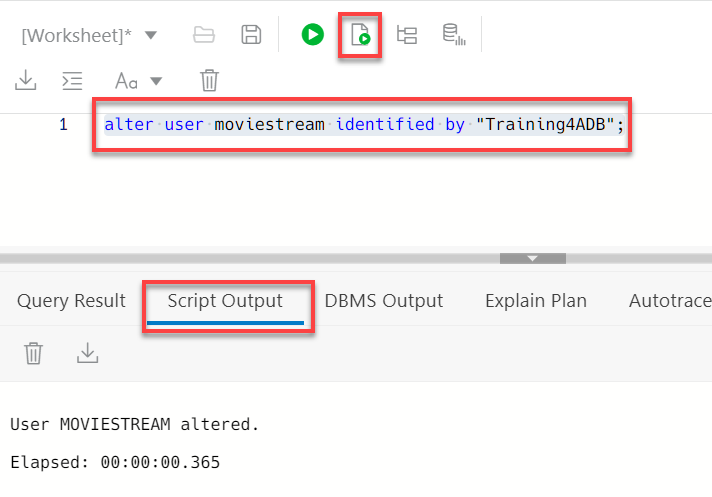 [Worksheet]*
Aa
1 alter user moviestream identified by "Training4ADB";
Query Result Script Output DBMS Output Explain Plan Autotrace
User MOVIESTREAM altered.
Elapsed: 00:00:00.365